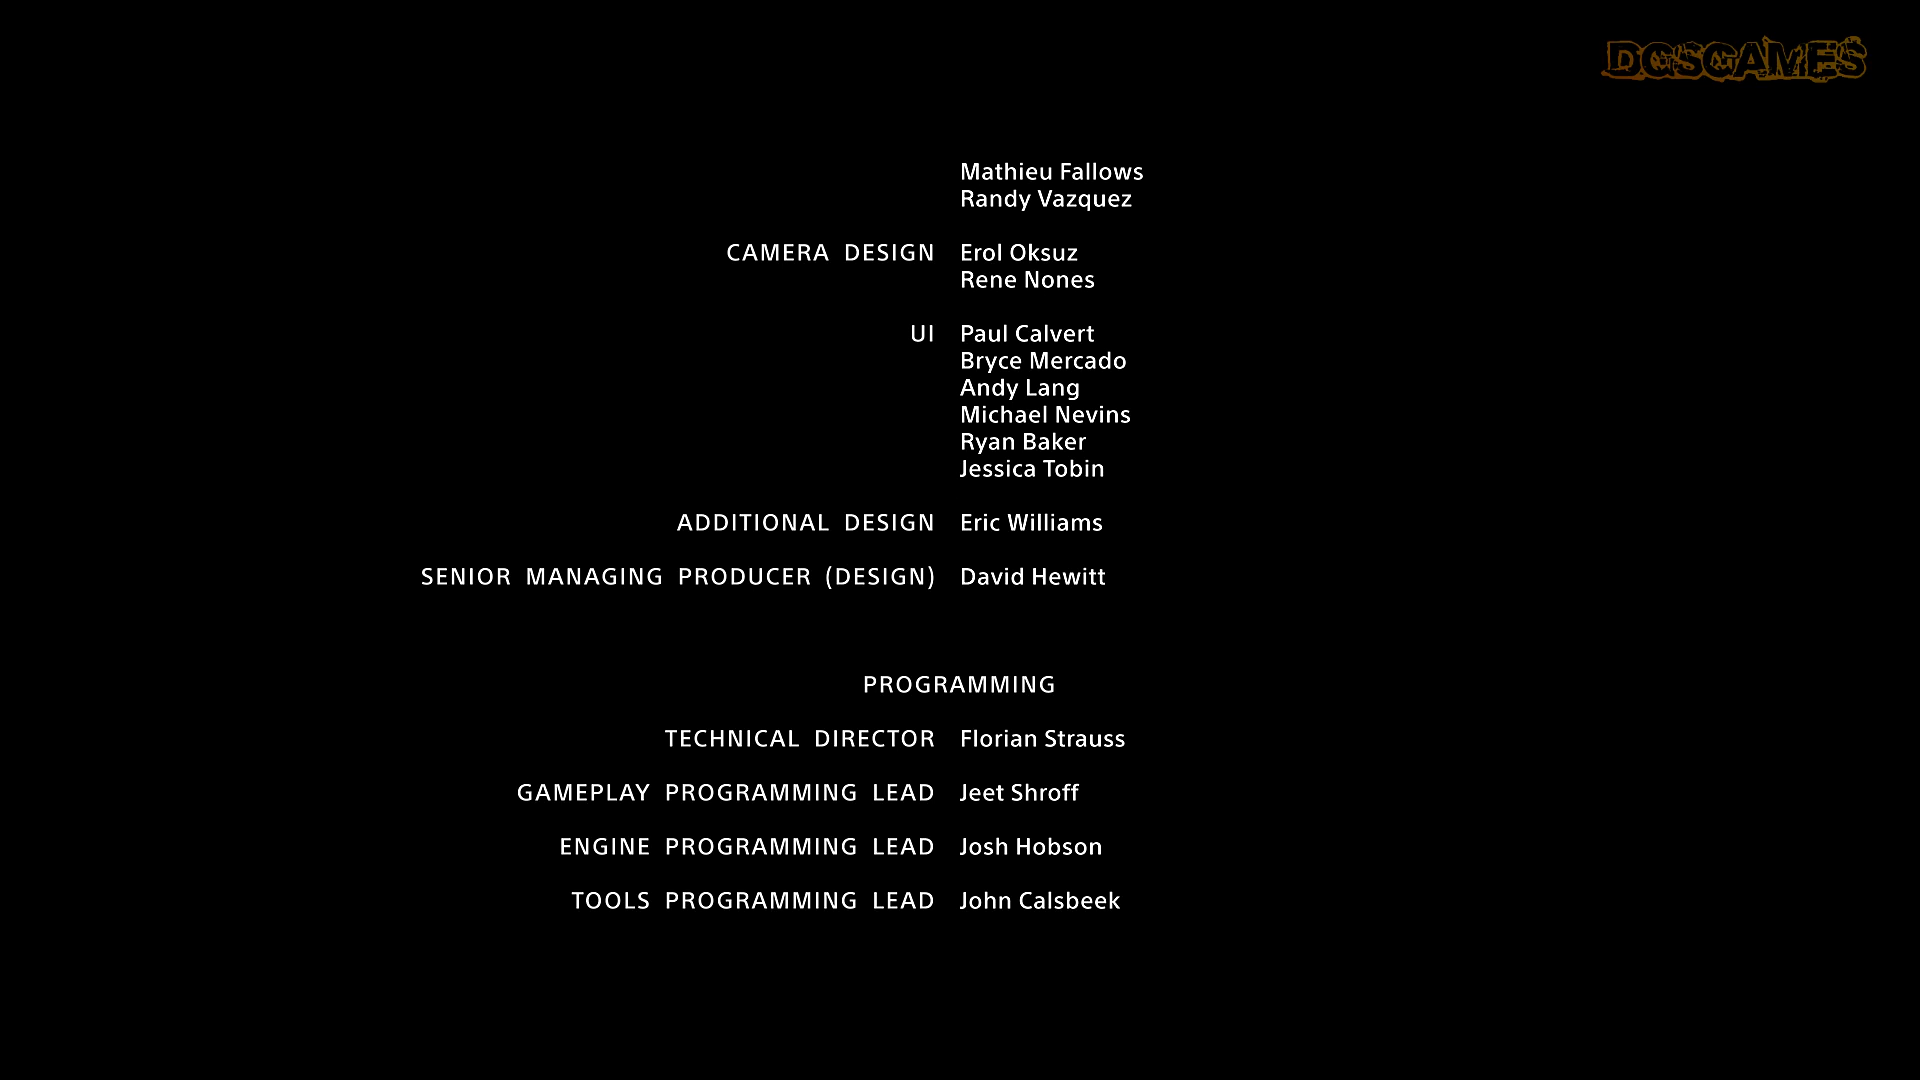 DGSGAMES
Mathieu Fallows
Randy Vazquez
CAMERA DESIGN Erol Oksuz
Rene Nones
UI Paul Calvert
Bryce Mercado
Andy Lang
Michael Nevins
Ryan Baker
Jessica Tobin
ADDITIONAL DESIGN Eric Williams
SENIOR MANAGING PRODUCER (DESIGN) David Hewitt
PROGRAMMING
TECHNICAL DIRECTOR Florian Strauss
GAMEPLAY PROGRAMMING LEAD Jeet Shroff
ENGINE PROGRAMMING LEAD Josh Hobson
TOOLS PROGRAMMING LEAD John Calsbeek